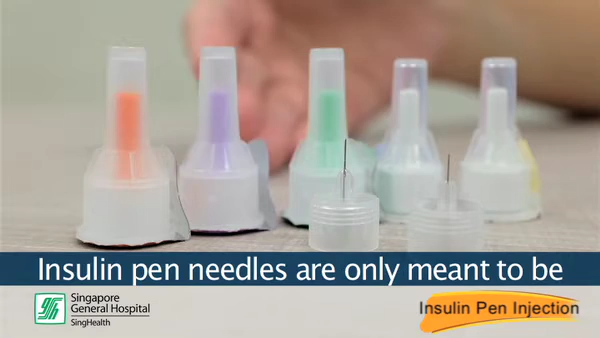 Insulin pen needles are only meant to be
Singapore
General Hospital
SingHealth
Insulin Pen Injection